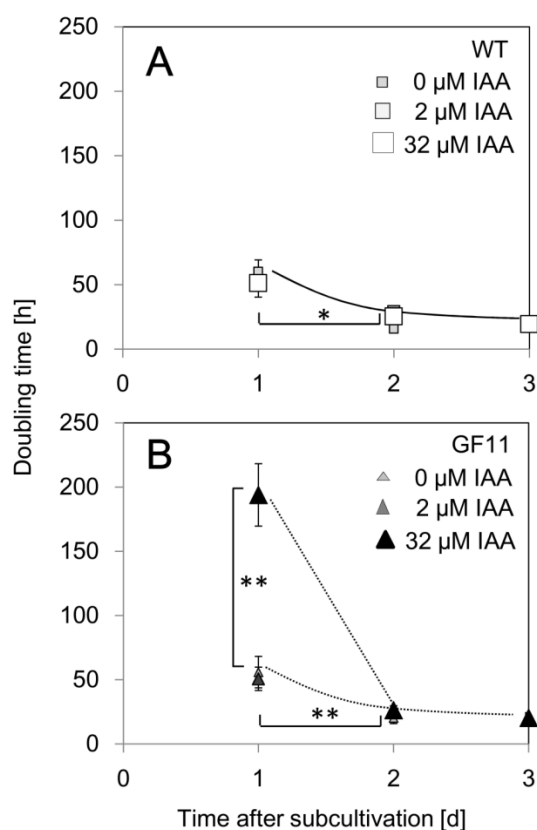 A
WT
0 µM IAA
2 µM IAA
32 µM IAA
250
200
150
100
50
0
*
0 1 2 3
Doubling time [h]
B
GF11
0 µM IAA
2 µM IAA
32 µM IAA
250
200
150
100
50
0
**
**
0 1 2 3
Time after subcultivation [d]